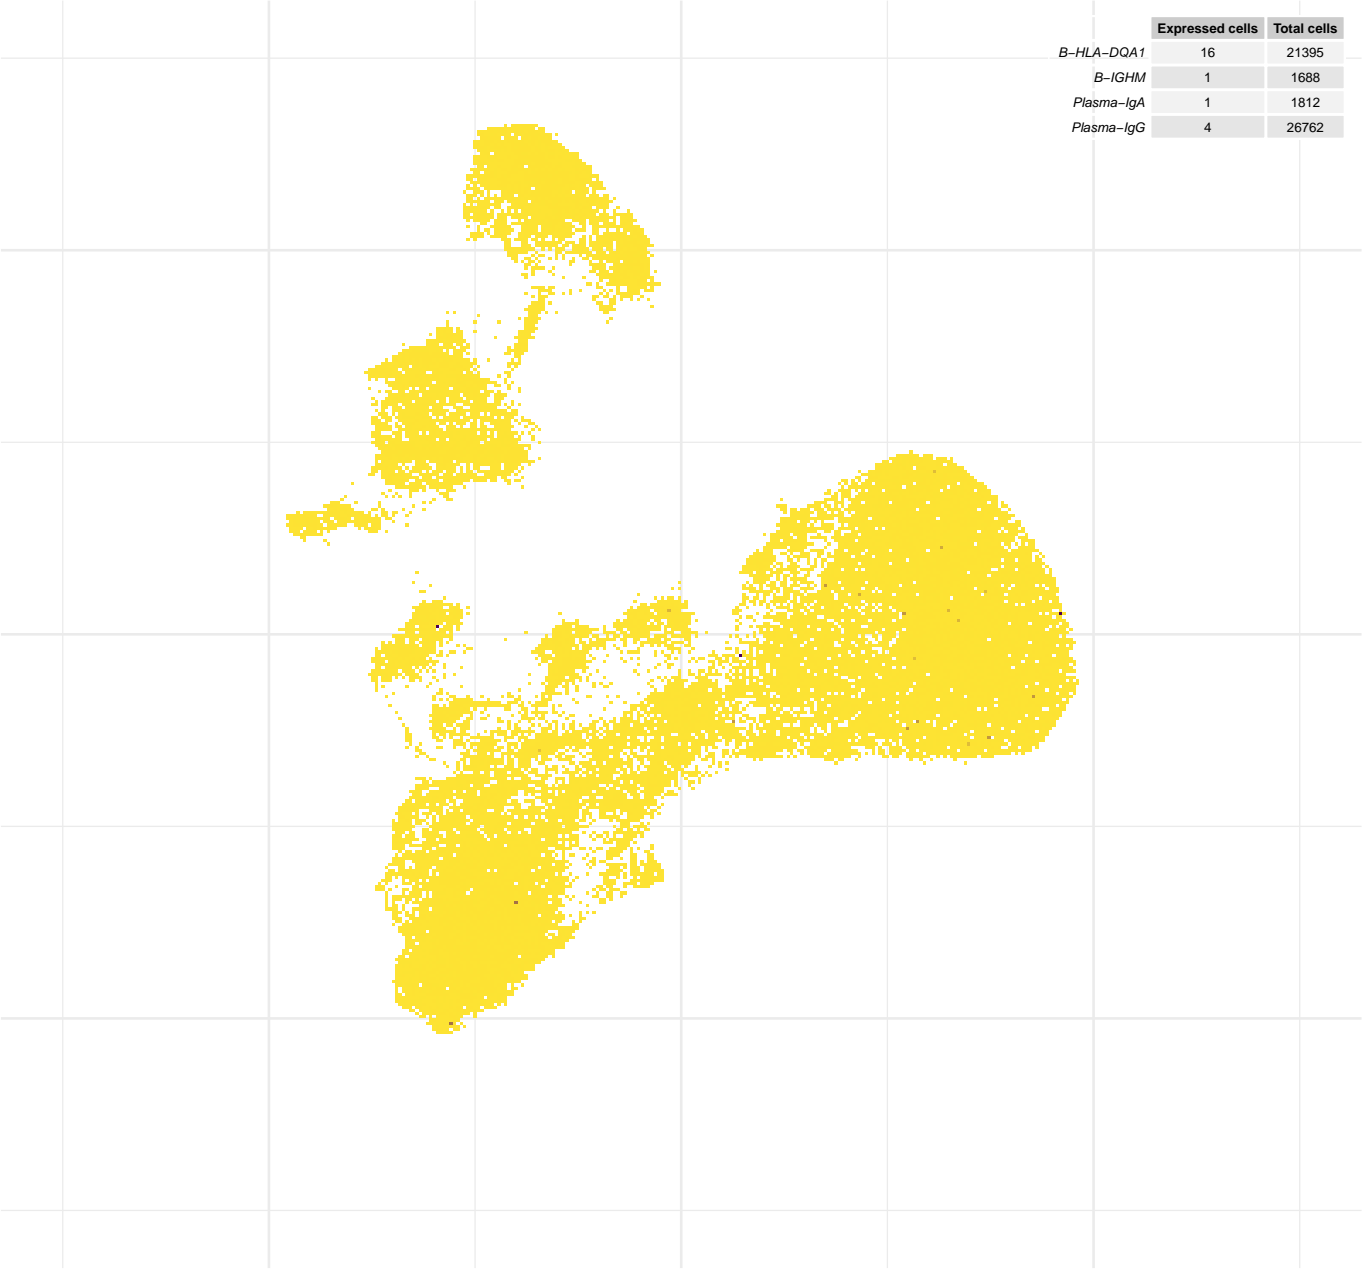 Expressed cells Total cells
B−HLA−DQA1 16 21395
B−IGHM 1 1688
Plasma−IgA 1 1812
Plasma−IgG 4 26762